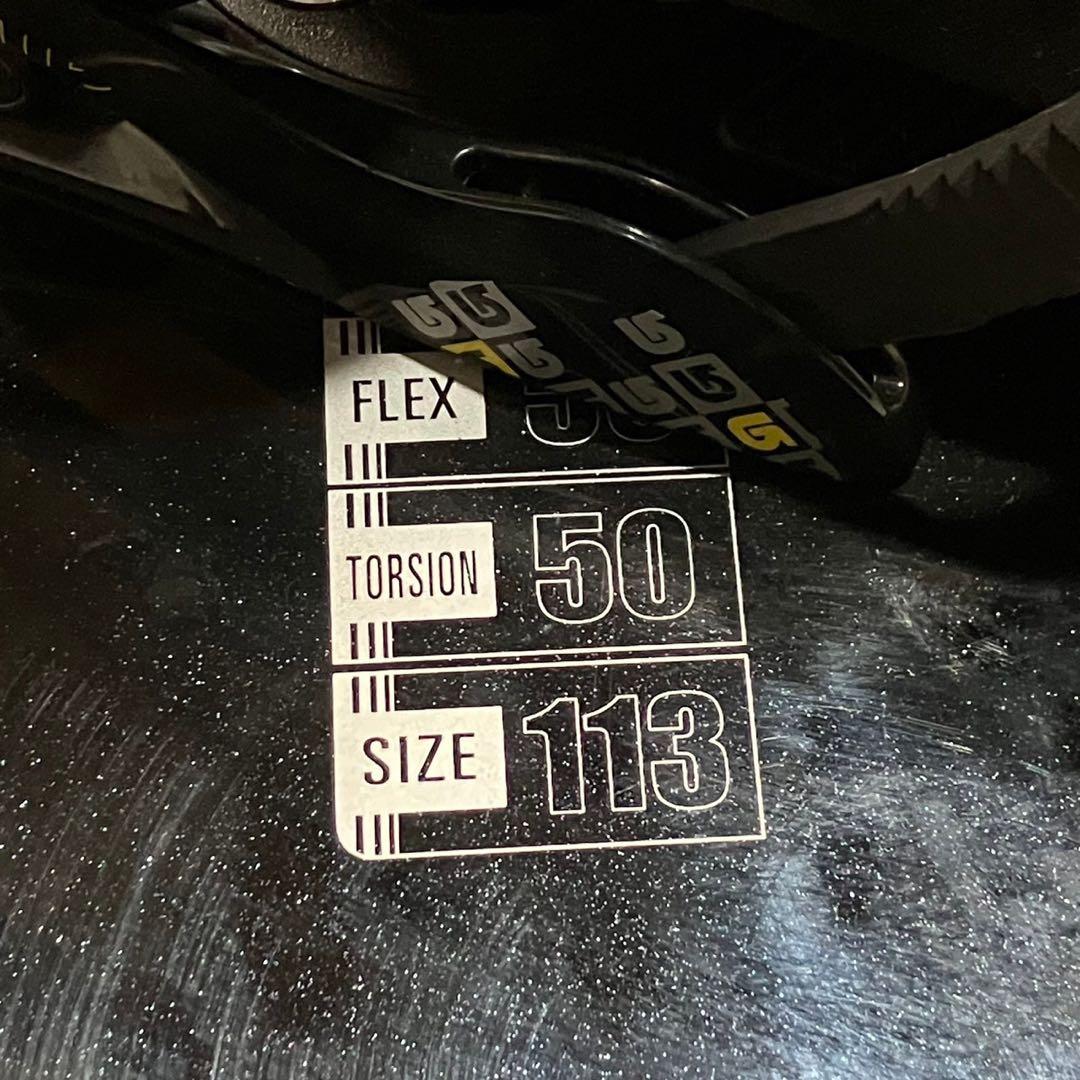 FLEX
TORSION 50
SIZE 113